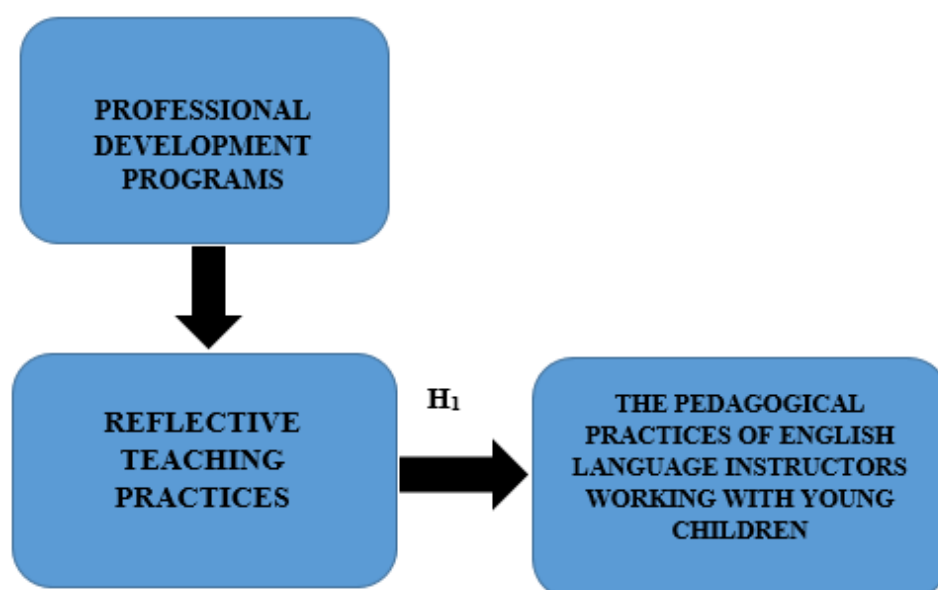 PROFESSIONAL
DEVELOPMENT
PROGRAMS
REFLECTIVE
TEACHING
PRACTICES
H₁
THE PEDAGOGICAL
PRACTICES OF ENGLISH
LANGUAGE INSTRUCTORS
WORKING WITH YOUNG
CHILDREN